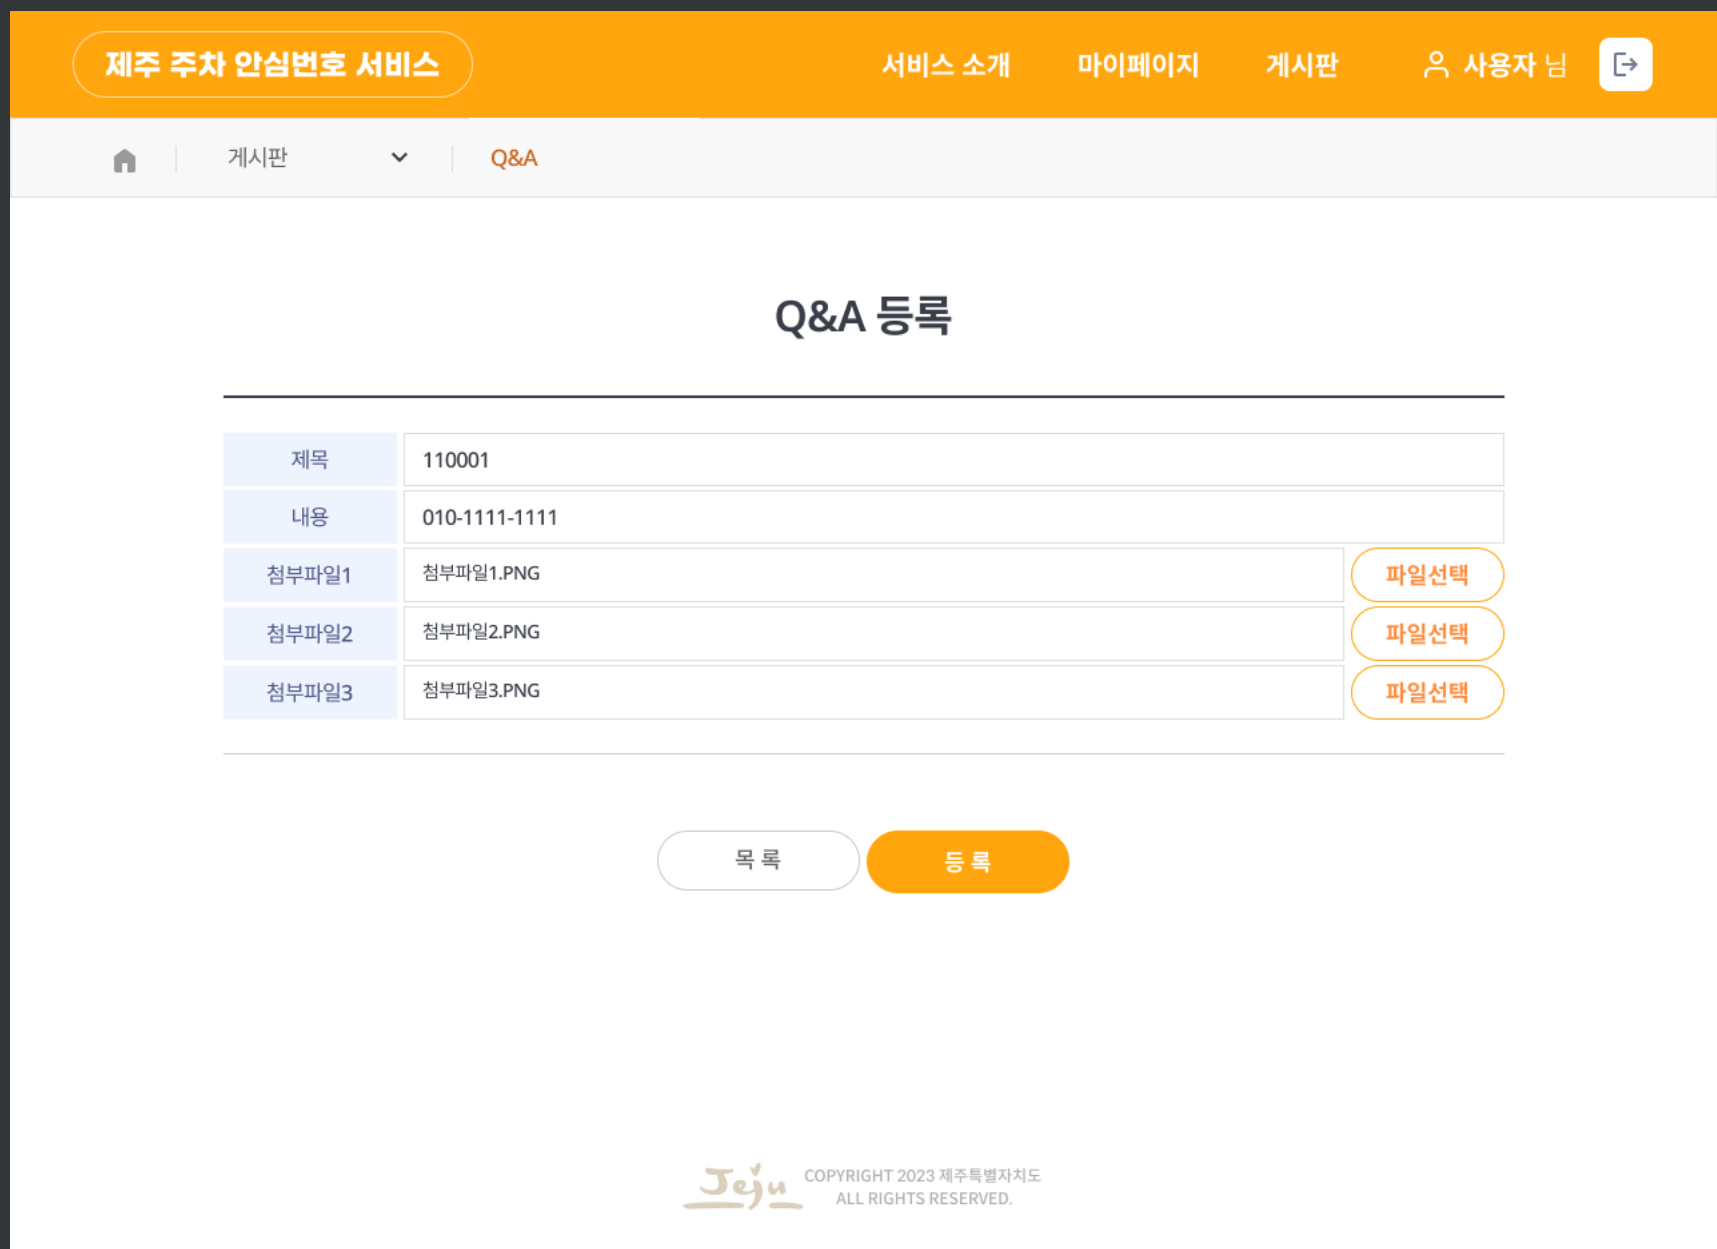 제주 주차 안심번호 서비스
서비스 소개
마이페이지
게시판
사용자 님
게시판
Q&A
Q&A 등록
제목
110001
내용
010-1111-1111
첨부파일1
첨부파일1.PNG
파일선택
첨부파일2
첨부파일2.PNG
파일선택
첨부파일3
첨부파일3.PNG
파일선택
목 록
등 록
Jeju
COPYRIGHT 2023 제주특별자치도
ALL RIGHTS RESERVED.